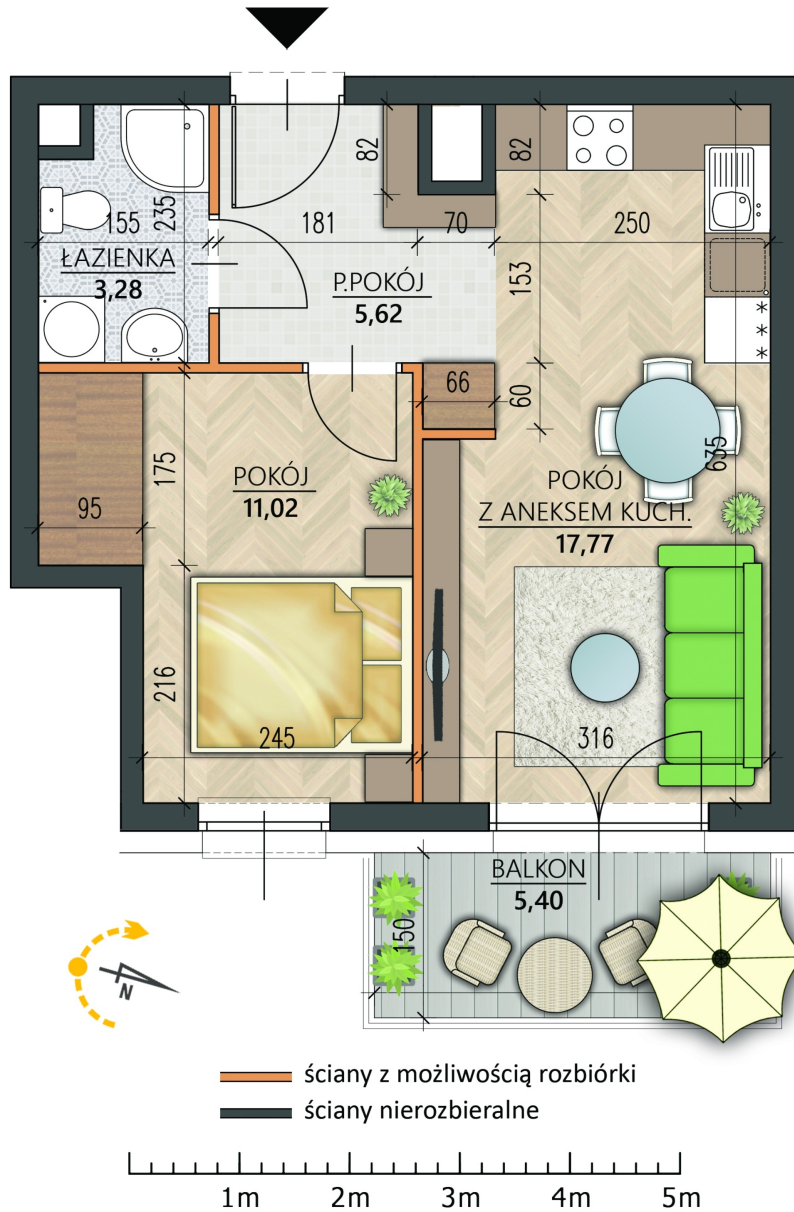 82
82
155
235
181
70
250
ŁAZIENKA
3,28
P.POKÓJ
5,62
153
66
60
175
95
POKÓJ
11,02
POKÓJ
Z ANEKSEM KUCH.
17,77
635
216
245
316
BALKON
5,40
150
N
ściany z możliwością rozbiórki
ściany nierozbieralne
1m 2m 3m 4m 5m